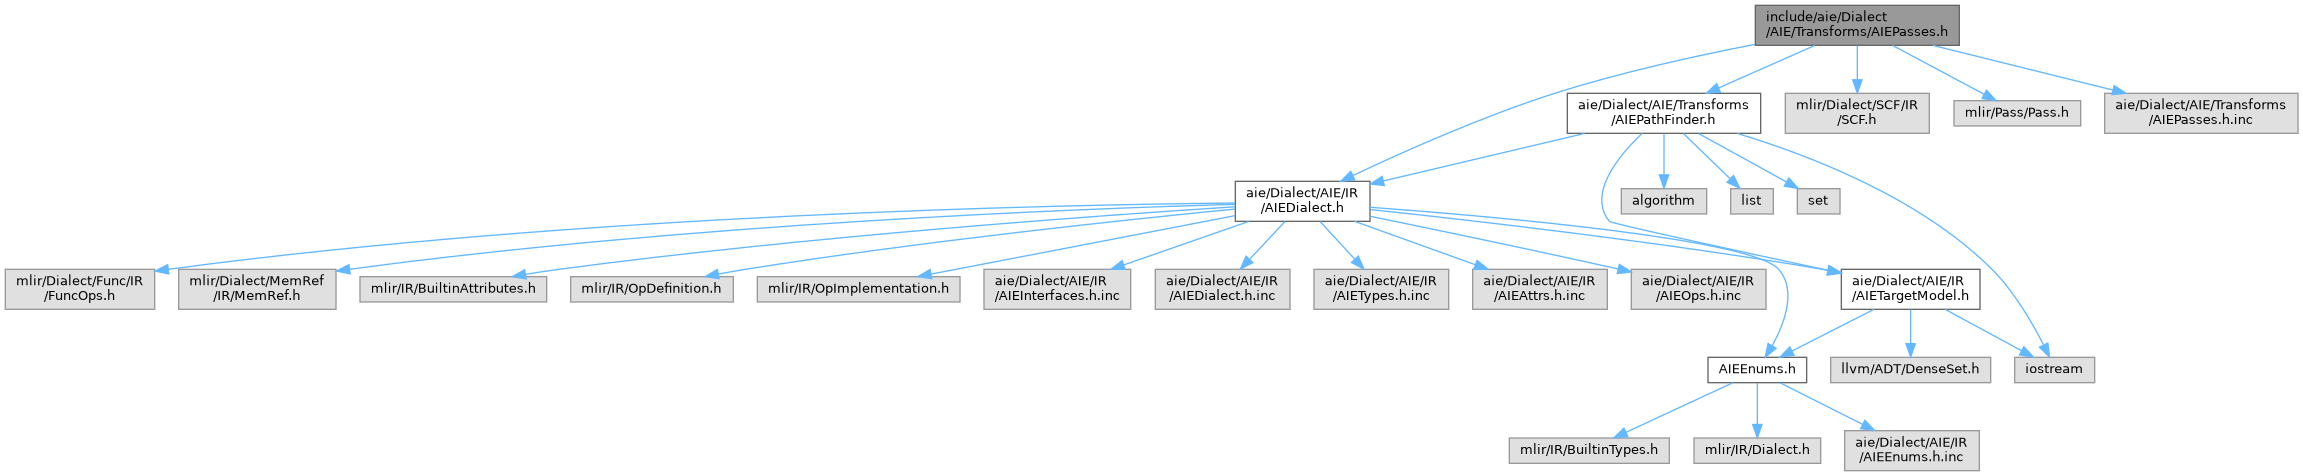 include/aie/Dialect
/AIE/Transforms/AIEPasses.h
aie/Dialect/AIE/Transforms
/AIEPathFinder.h
mlir/Dialect/SCF/IR
/SCF.h
mlir/Pass/Pass.h
aie/Dialect/AIE/Transforms
/AIEPasses.h.inc
aie/Dialect/AIE/IR
/AIEDialect.h
algorithm
list
set
mlir/Dialect/Func/IR
/FuncOps.h
mlir/Dialect/MemRef
/IR/MemRef.h
mlir/IR/BuiltinAttributes.h
mlir/IR/OpDefinition.h
mlir/IR/OpImplementation.h
aie/Dialect/AIE/IR
/AIEInterfaces.h.inc
aie/Dialect/AIE/IR
/AIEDialect.h.inc
aie/Dialect/AIE/IR
/AIETypes.h.inc
aie/Dialect/AIE/IR
/AIEAttrs.h.inc
aie/Dialect/AIE/IR
/AIEOps.h.inc
aie/Dialect/AIE/IR
/AIETargetModel.h
AIEEnums.h
llvm/ADT/DenseSet.h
iostream
mlir/IR/BuiltinTypes.h
mlir/IR/Dialect.h
aie/Dialect/AIE/IR
/AIEEnums.h.inc